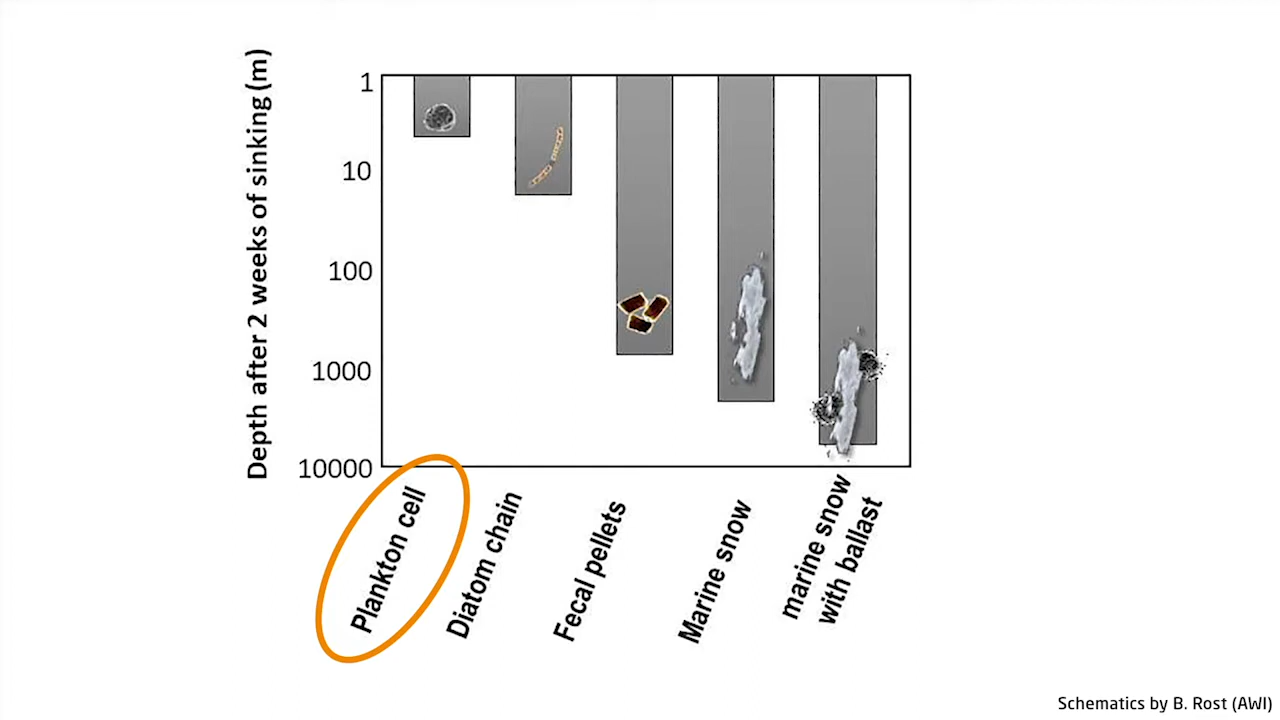 Depth after 2 weeks of sinking (m)
1
10
100
1000
10000
Plankton cell
Diatom chain
Fecal pellets
Marine snow
marine snow
with ballast
Schematics by B. Rost (AWI)